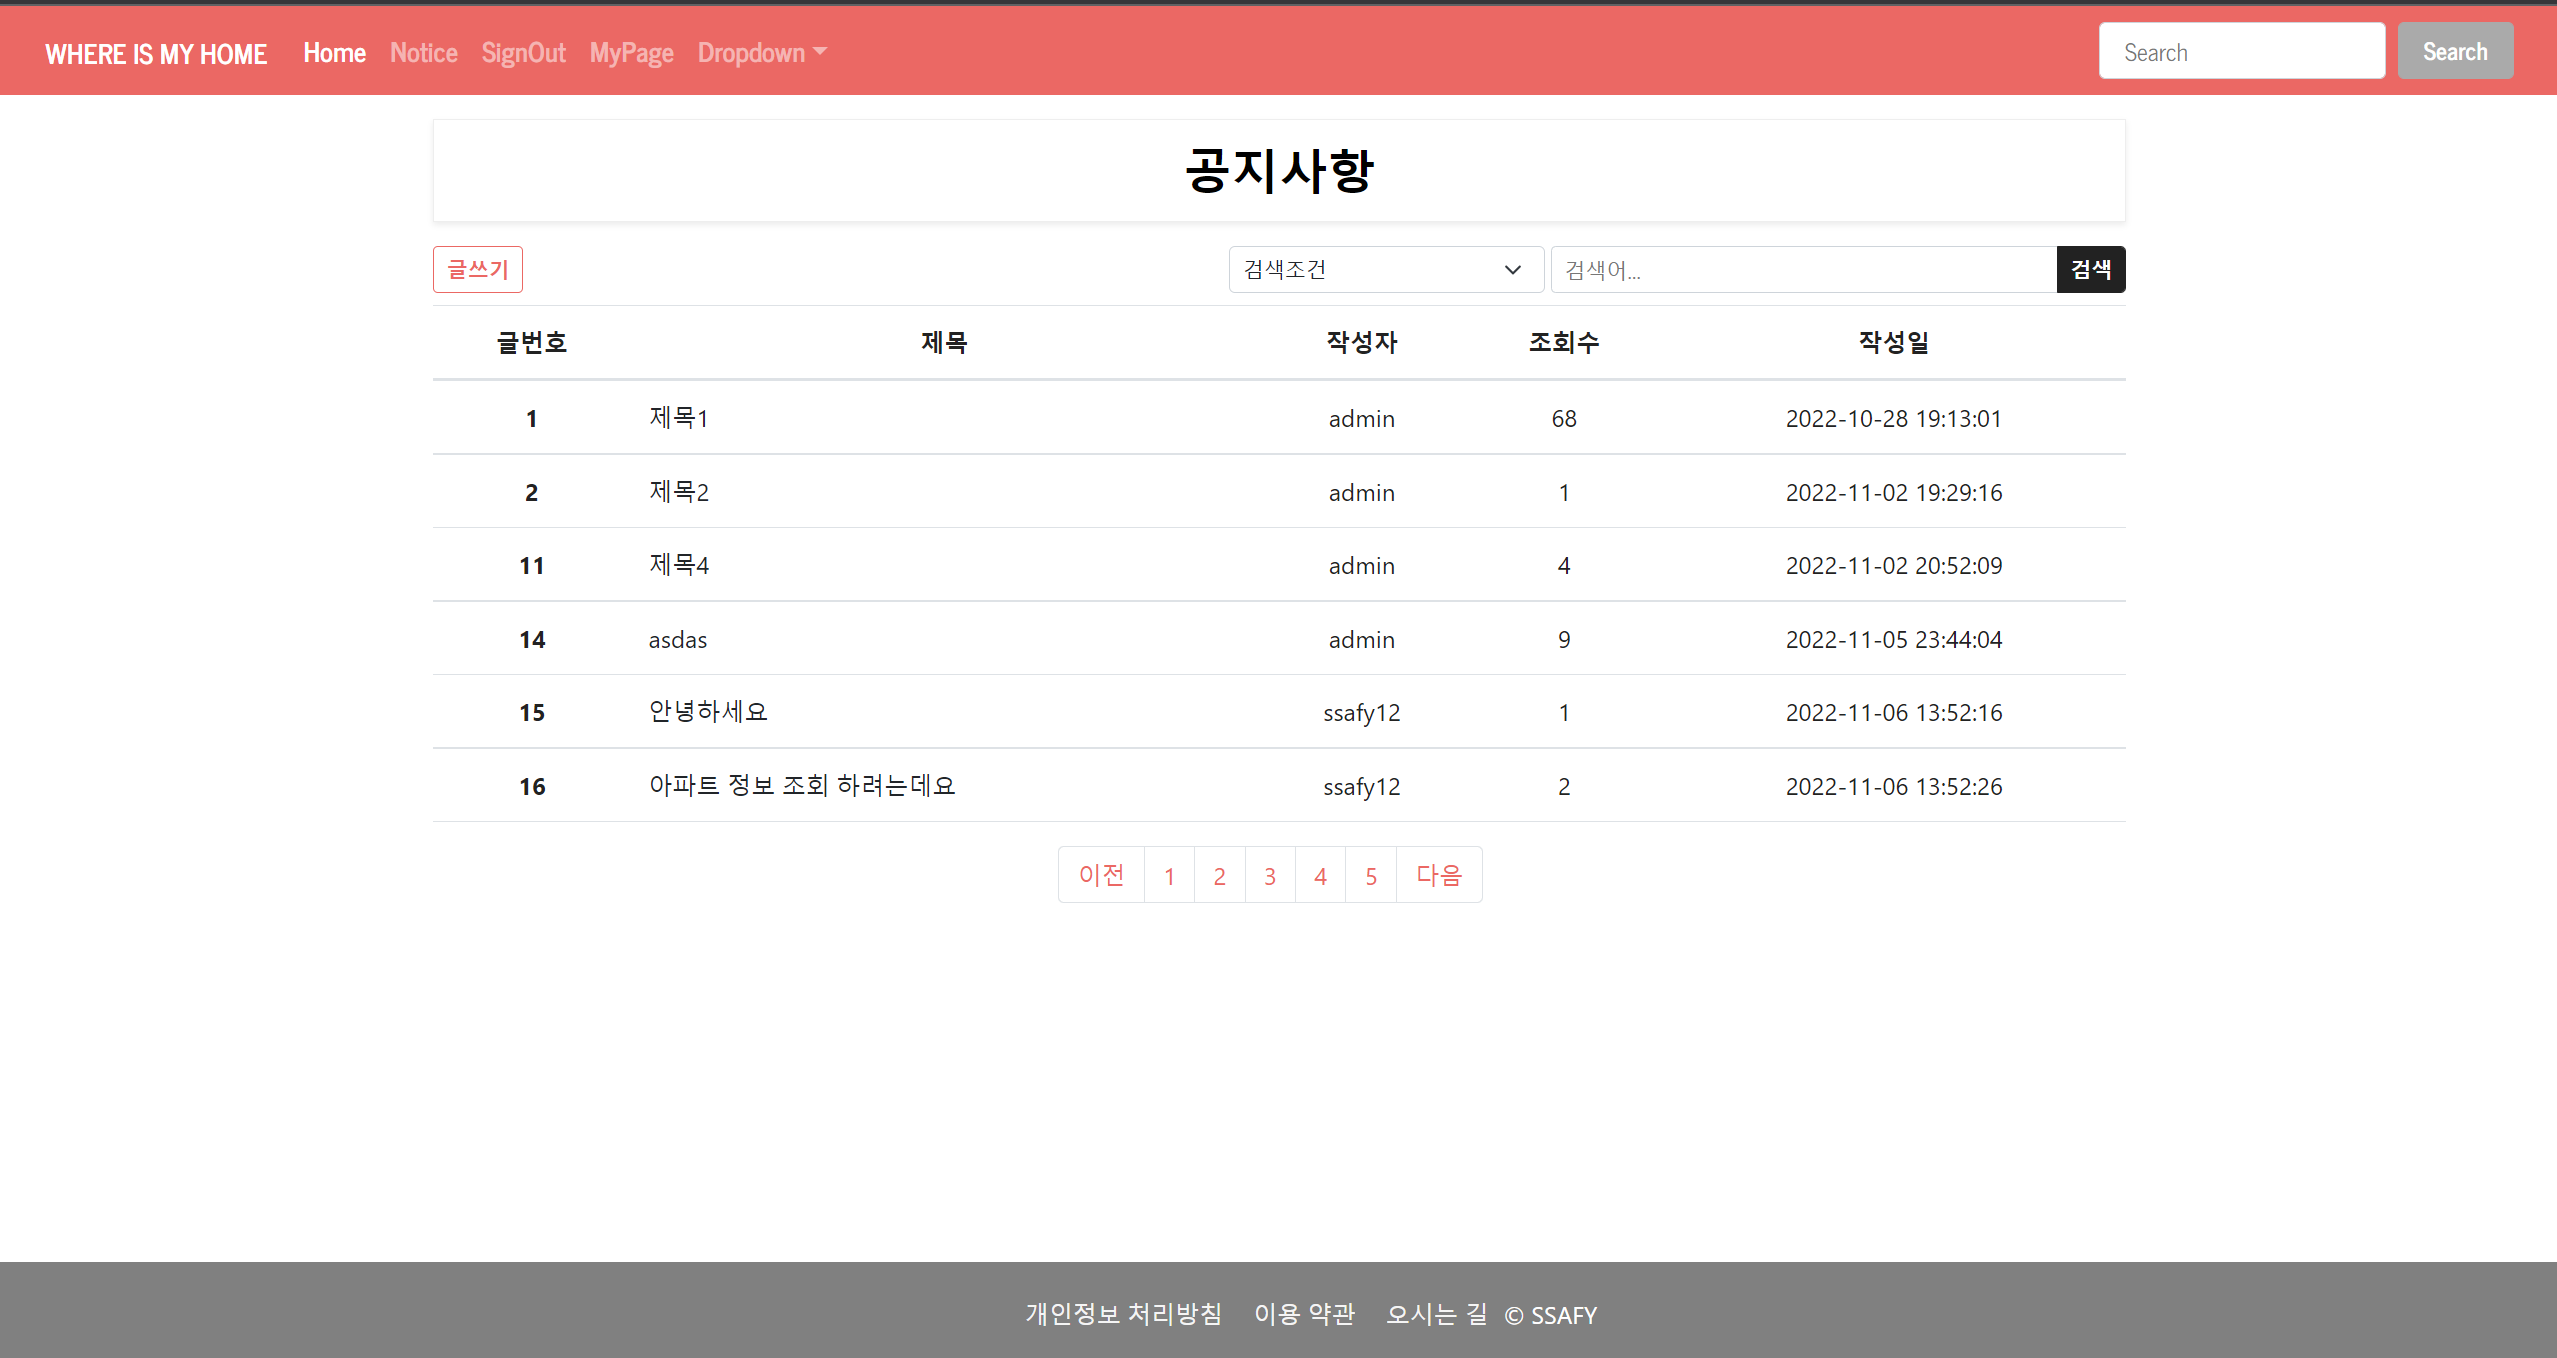 WHERE IS MY HOME Home Notice SignOut MyPage Dropdown Search Search
공지사항
글쓰기 검색조건 검색어... 검색
글번호 제목 작성자 조회수 작성일
1 제목1 admin 68 2022-10-28 19:13:01
2 제목2 admin 1 2022-11-02 19:29:16
11 제목4 admin 4 2022-11-02 20:52:09
14 asdas admin 9 2022-11-05 23:44:04
15 안녕하세요 ssafy12 1 2022-11-06 13:52:16
16 아파트 정보 조회 하려는데요 ssafy12 2 2022-11-06 13:52:26
이전 1 2 3 4 5 다음
개인정보 처리방침 이용 약관 오시는 길 © SSAFY